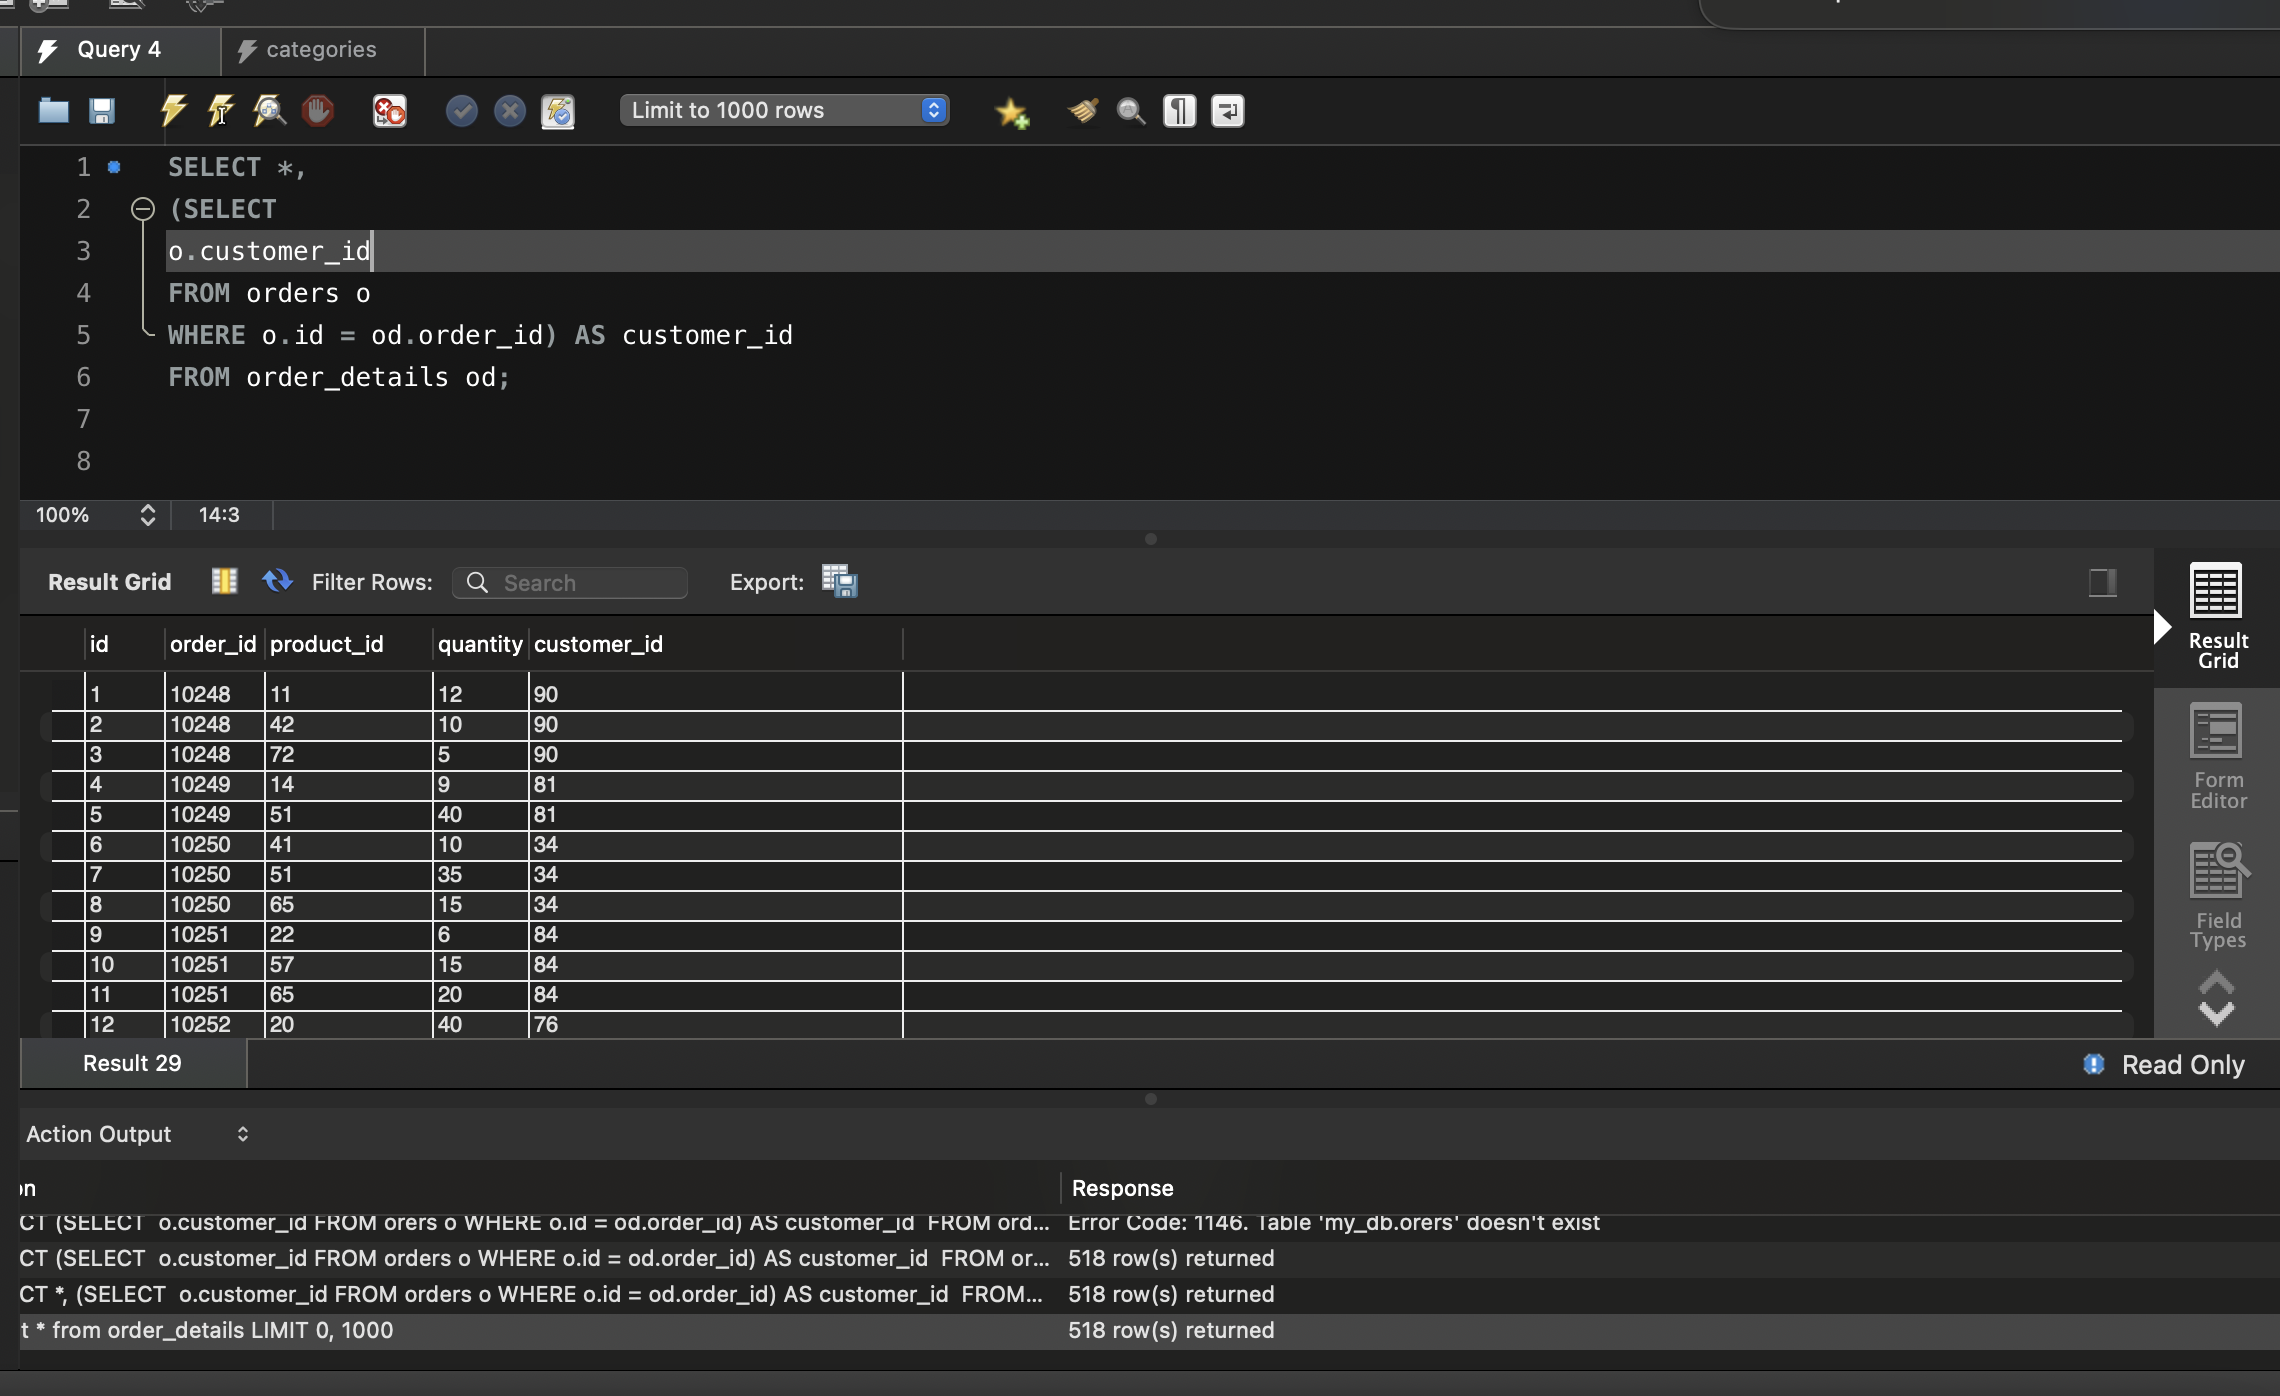 Query 4 categories
Limit to 1000 rows
1 SELECT *,
2 (SELECT
3 o.customer_id
4 FROM orders o
5 WHERE o.id = od.order_id) AS customer_id
6 FROM order_details od;
7
8
100% 14:3
Result Grid Filter Rows: Search Export:
id order_id product_id quantity customer_id
1 10248 11 12 90
2 10248 42 10 90
3 10248 72 5 90
4 10249 14 9 81
5 10249 51 40 81
6 10250 41 10 34
7 10250 51 35 34
8 10250 65 15 34
9 10251 22 6 84
10 10251 57 15 84
11 10251 65 20 84
12 10252 20 40 76
Result
Grid
Form
Editor
Field
Types
Result 29 Read Only
Action Output
on Response
CT (SELECT o.customer_id FROM orers o WHERE o.id = od.order_id) AS customer_id FROM ord... Error Code: 1146. Table 'my_db.orers' doesn't exist
CT (SELECT o.customer_id FROM orders o WHERE o.id = od.order_id) AS customer_id FROM or... 518 row(s) returned
CT *, (SELECT o.customer_id FROM orders o WHERE o.id = od.order_id) AS customer_id FROM... 518 row(s) returned
t * from order_details LIMIT 0, 1000 518 row(s) returned